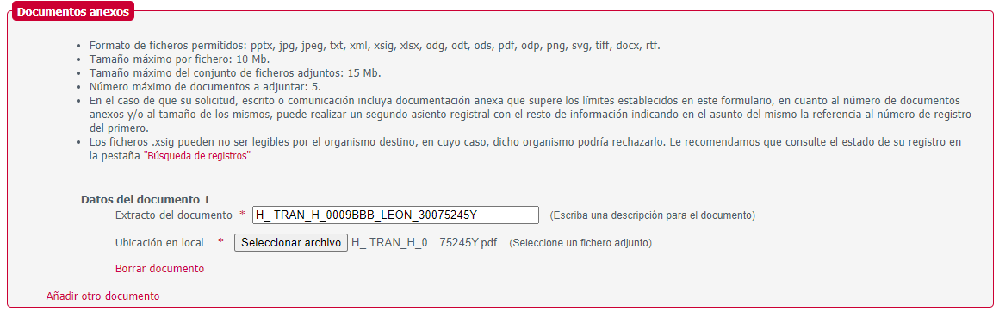 Documentos anexos
• Formato de ficheros permitidos: pptx, jpg, jpeg, txt, xml, xsig, xlsx, odg, odt, ods, pdf, odp, png, svg, tiff, docx, rtf.
• Tamaño máximo por fichero: 10 Mb.
• Tamaño máximo del conjunto de ficheros adjuntos: 15 Mb.
• Número máximo de documentos a adjuntar: 5.
• En el caso de que su solicitud, escrito o comunicación incluya documentación anexa que supere los límites establecidos en este formulario, en cuanto al número de documentos
anexos y/o al tamaño de los mismos, puede realizar un segundo asiento registral con el resto de información indicando en el asunto del mismo la referencia al número de registro
del primero.
• Los ficheros .xsig pueden no ser legibles por el organismo destino, en cuyo caso, dicho organismo podría rechazarlo. Le recomendamos que consulte el estado de su registro en
la pestaña "Búsqueda de registros"
Datos del documento 1
Extracto del documento * H_ TRAN_H_0009BBB_LEON_30075245Y (Escriba una descripción para el documento)
Ubicación en local * Seleccionar archivo H_ TRAN_H_0...75245Y.pdf (Seleccione un fichero adjunto)
Borrar documento
Añadir otro documento